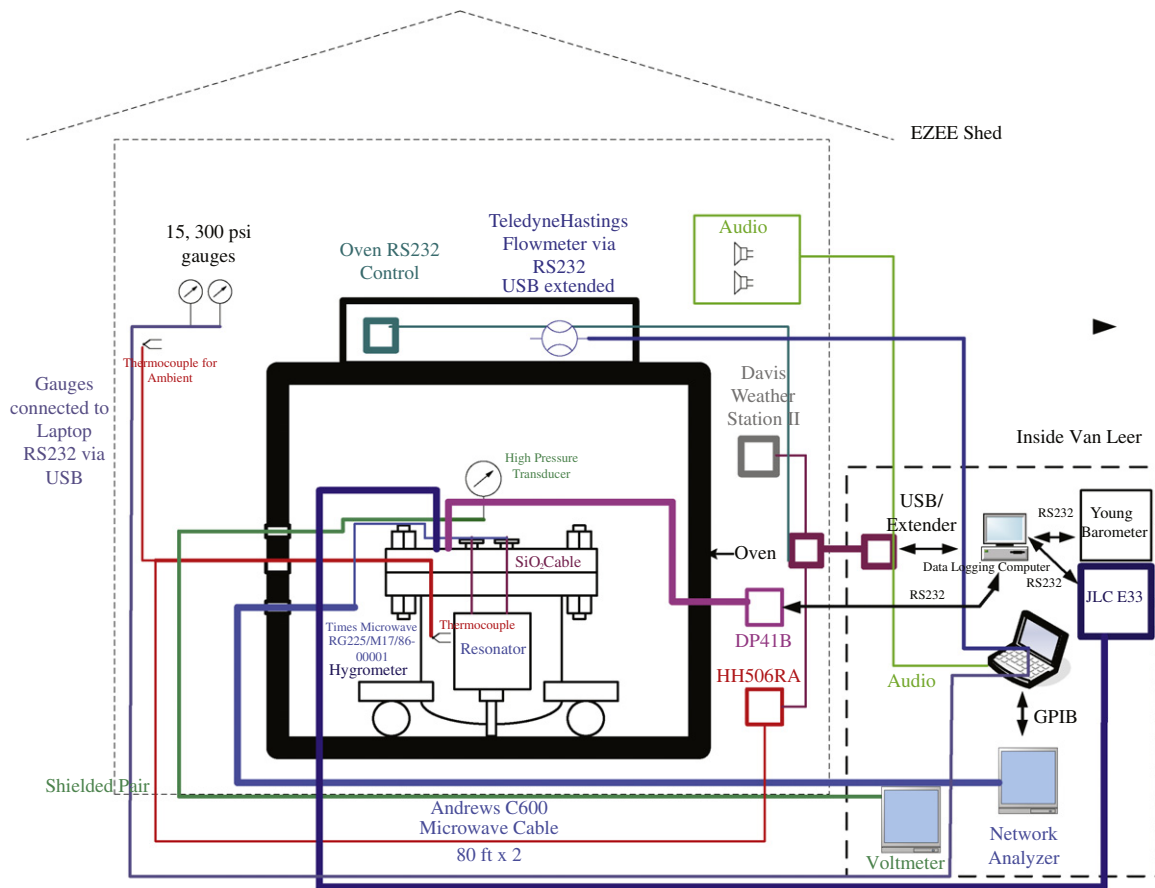 EZEE Shed
15, 300 psi
gauges
Oven RS232
Control
TeledyneHastings
Flowmeter via
RS232
USB extended
Audio
Thermocouple for
Ambient
Gauges
connected to
Laptop
RS232 via
USB
Davis
Weather
Station II
Inside Van Leer
High Pressure
Transducer
USB/
Extender
RS232
Young
Barometer
Oven
SiO₂Cable
Data Logging Computer
RS232
RS232
JLC E33
Times Microwave
RG225/M17/86-
00001
Hygrometer
Thermocouple
Resonator
DP41B
HH506RA
Audio
GPIB
Shielded Pair
Andrews C600
Microwave Cable
80 ft x 2
Voltmeter
Network
Analyzer